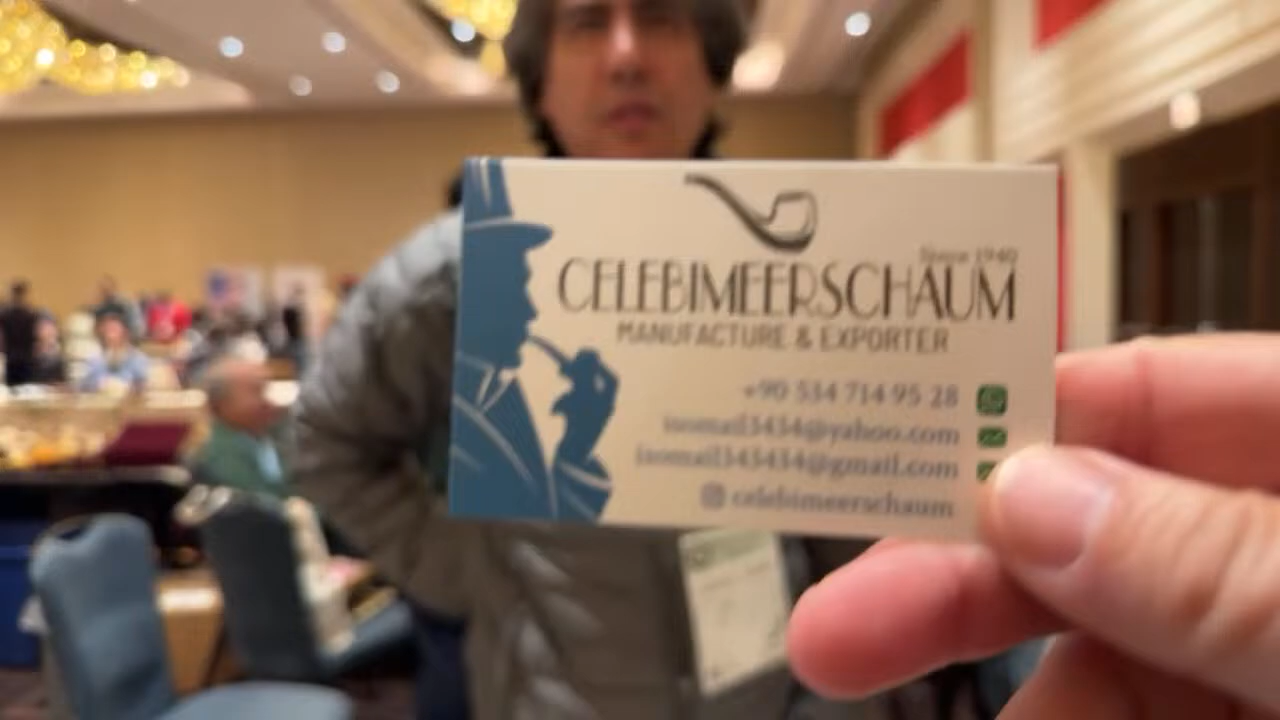 Since 1940
CELEBIMEERSCHAUM
MANUFACTURE & EXPORTER
+90 534 714 95 28
isomail3434@yahoo.com
isomail343434@gmail.com
celebimeerschaum